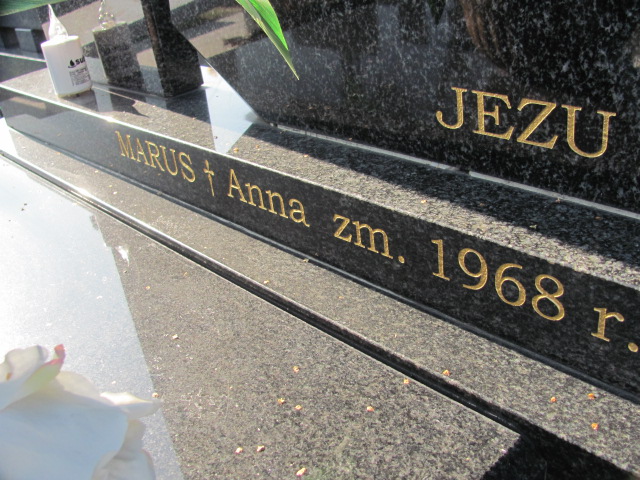 JEZU
MARUS † Anna zm. 1968 r.